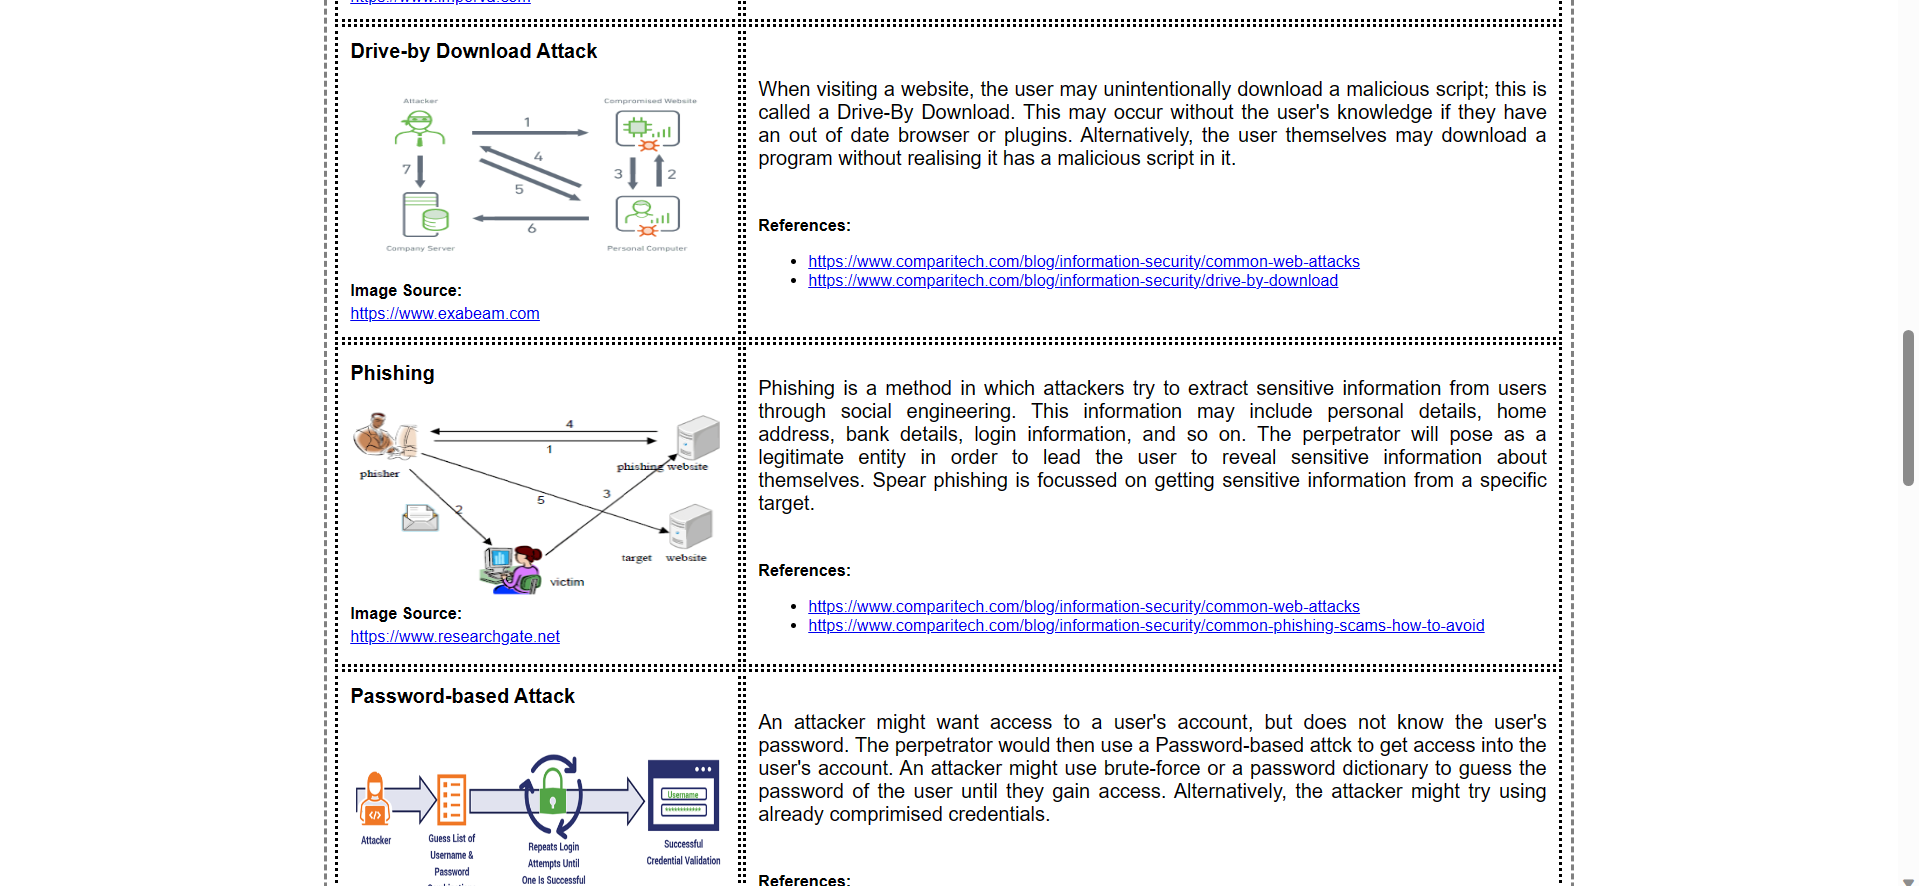 https://www.imperva.com
Drive-by Download Attack
Attacker
Compromised Website
1
4
5
7
3
2
6
Company Server
Personal Computer
Image Source:
https://www.exabeam.com
When visiting a website, the user may unintentionally download a malicious script; this is
called a Drive-By Download. This may occur without the user's knowledge if they have
an out of date browser or plugins. Alternatively, the user themselves may download a
program without realising it has a malicious script in it.
References:
https://www.comparitech.com/blog/information-security/common-web-attacks
https://www.comparitech.com/blog/information-security/drive-by-download
Phishing
4
1
phisher
phishing website
2
5
3
target website
victim
Image Source:
https://www.researchgate.net
Phishing is a method in which attackers try to extract sensitive information from users
through social engineering. This information may include personal details, home
address, bank details, login information, and so on. The perpetrator will pose as a
legitimate entity in order to lead the user to reveal sensitive information about
themselves. Spear phishing is focussed on getting sensitive information from a specific
target.
References:
https://www.comparitech.com/blog/information-security/common-web-attacks
https://www.comparitech.com/blog/information-security/common-phishing-scams-how-to-avoid
Password-based Attack
Attacker
Guess List of
Username &
Password
Repeats Login
Attempts Until
One Is Successful
Username
************
Successful
Credential Validation
An attacker might want access to a user's account, but does not know the user's
password. The perpetrator would then use a Password-based attck to get access into the
user's account. An attacker might use brute-force or a password dictionary to guess the
password of the user until they gain access. Alternatively, the attacker might try using
already comprimised credentials.
References: